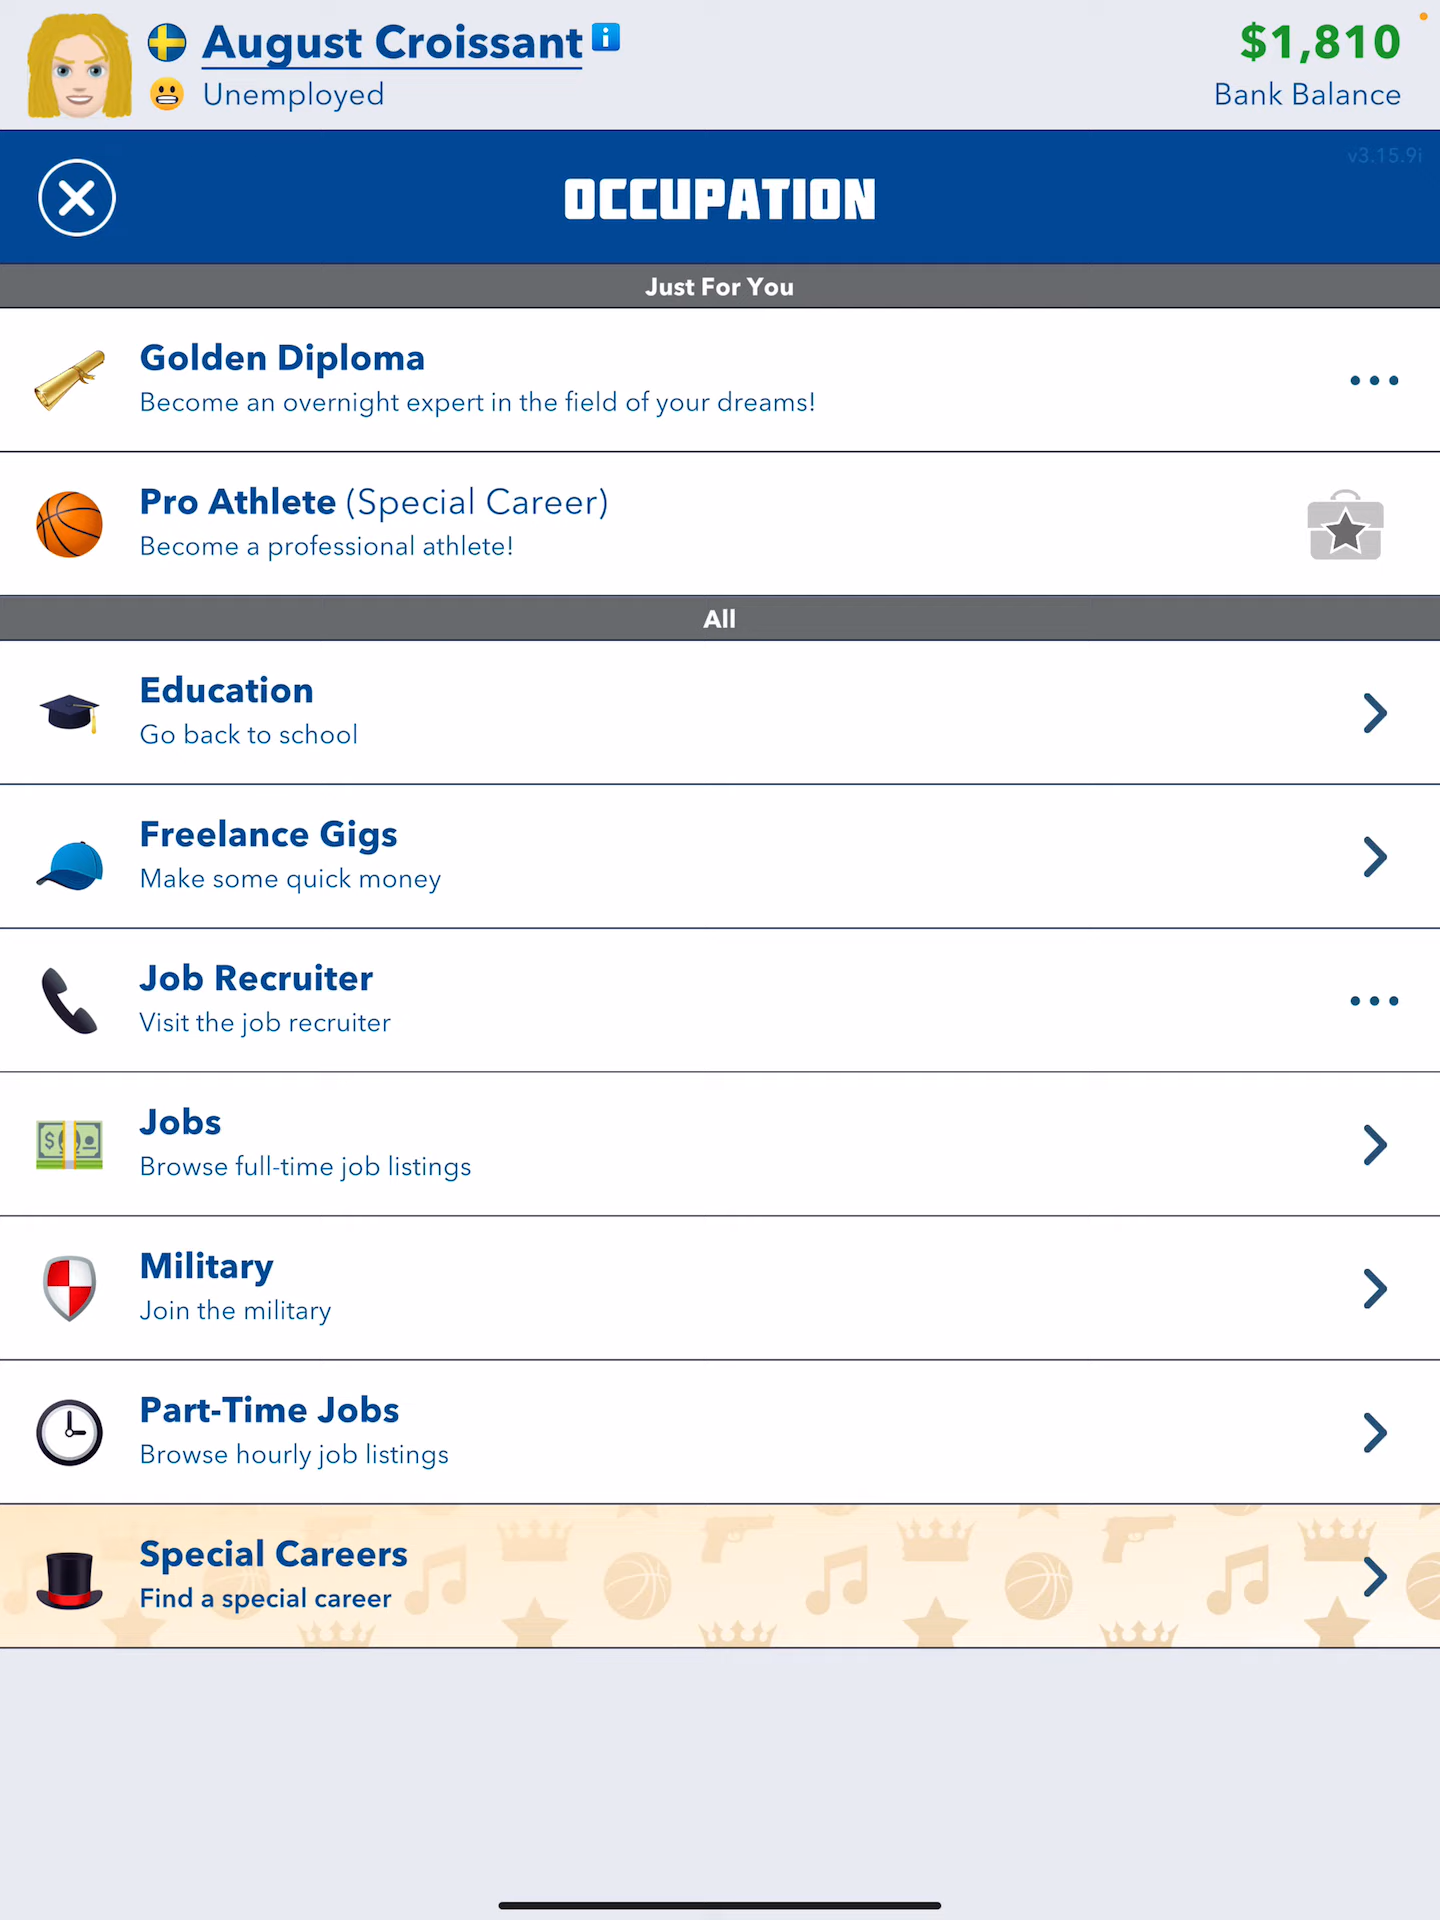 August Croissant
Unemployed
$1,810
Bank Balance
v3.15.9i
OCCUPATION
Just For You
Golden Diploma
Become an overnight expert in the field of your dreams!
Pro Athlete (Special Career)
Become a professional athlete!
All
Education
Go back to school
Freelance Gigs
Make some quick money
Job Recruiter
Visit the job recruiter
Jobs
Browse full-time job listings
Military
Join the military
Part-Time Jobs
Browse hourly job listings
Special Careers
Find a special career